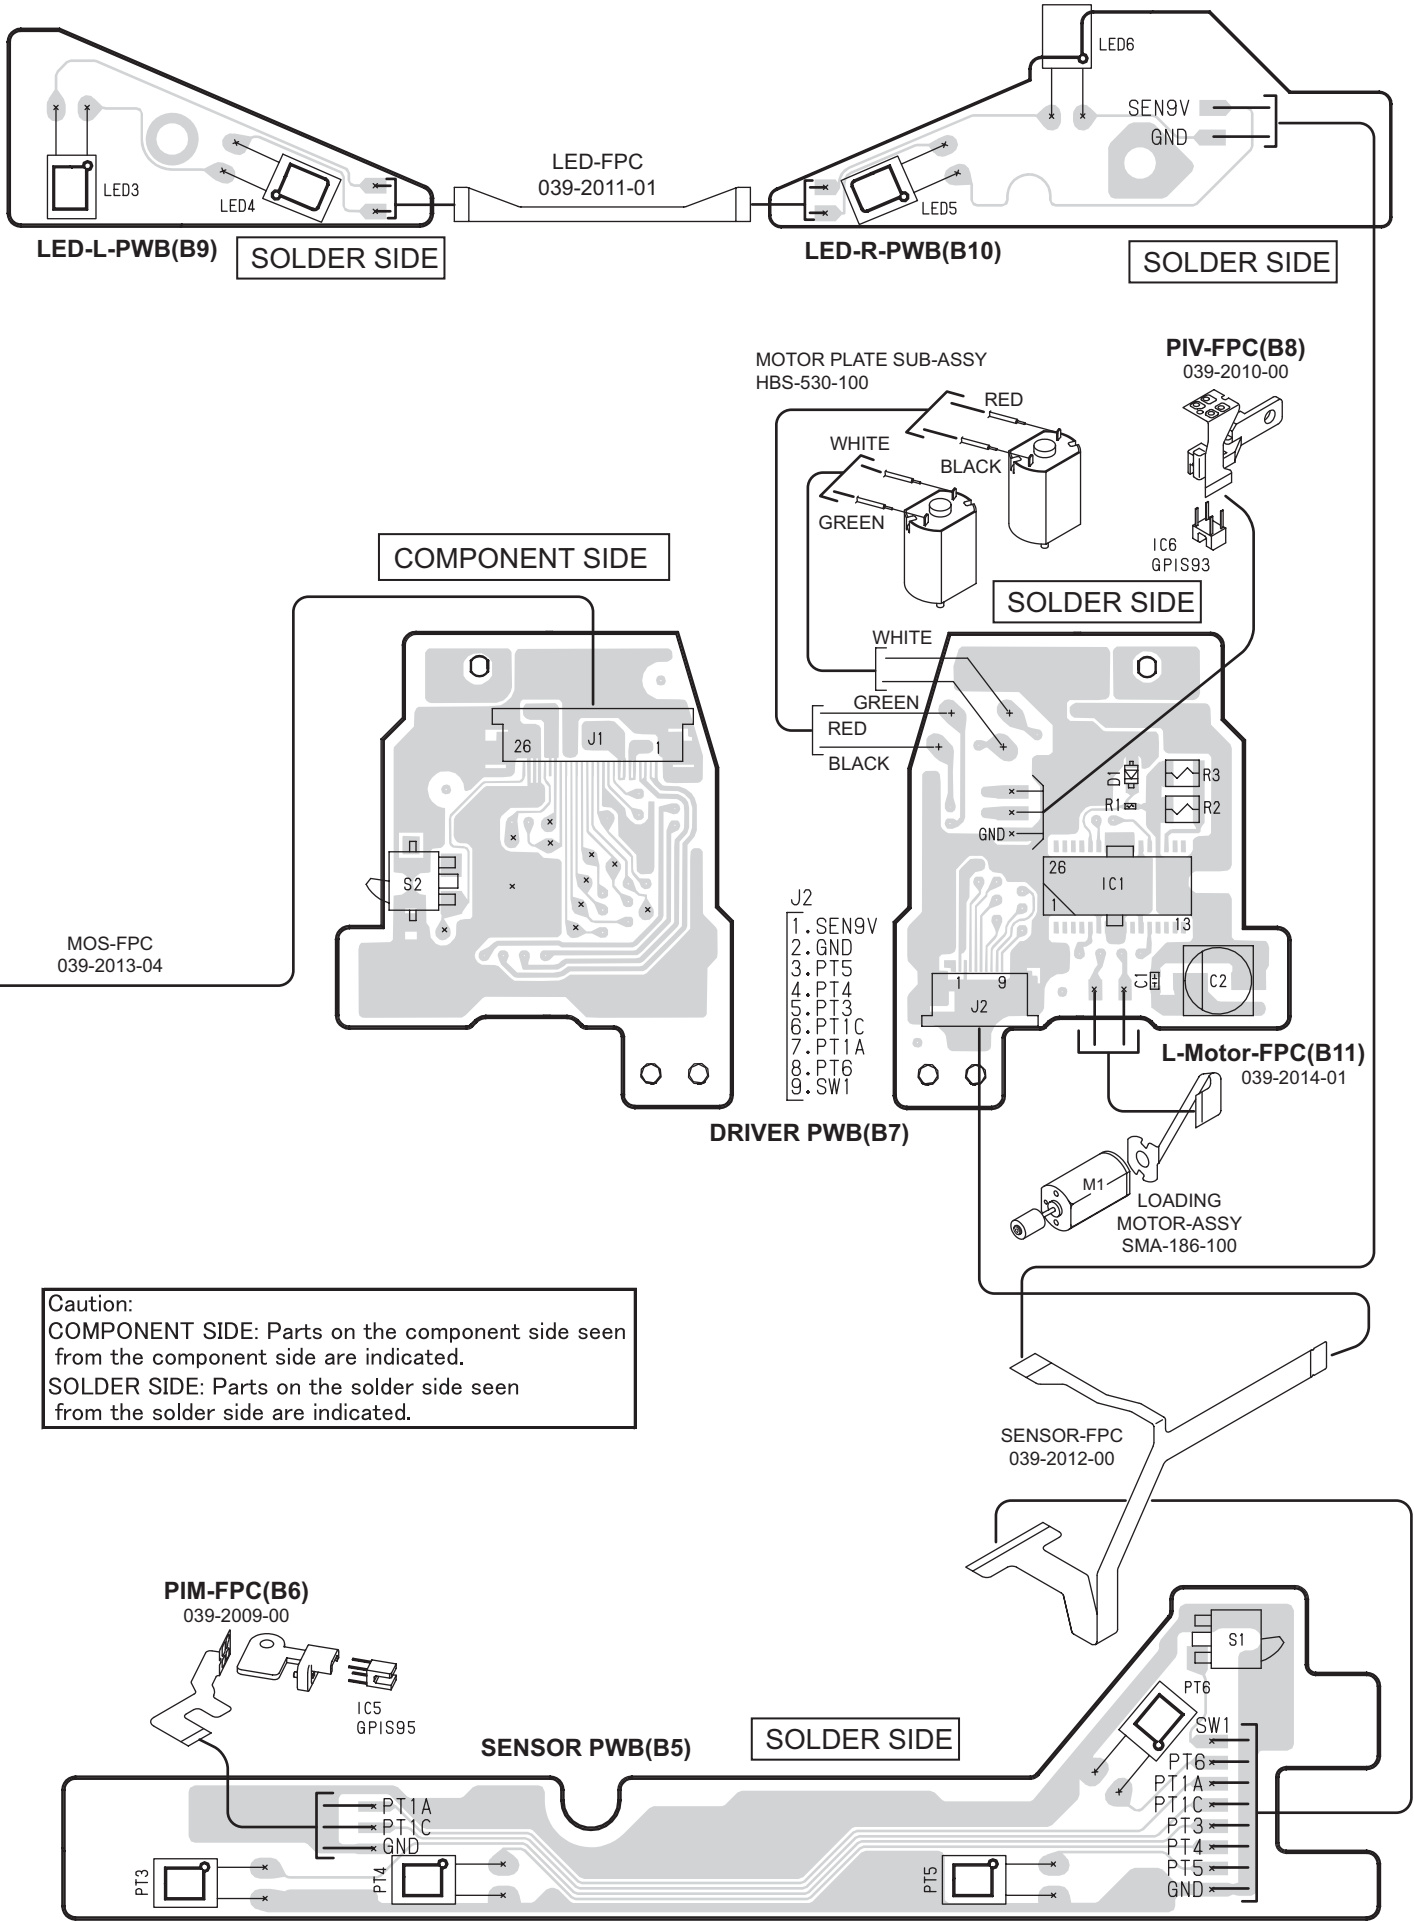 LED6
SEN9V
GND
LED-FPC
039-2011-01
LED3
LED4
LED5
LED-L-PWB(B9)
SOLDER SIDE
LED-R-PWB(B10)
SOLDER SIDE
MOTOR PLATE SUB-ASSY
HBS-530-100
RED
WHITE
BLACK
GREEN
PIV-FPC(B8)
039-2010-00
IC6
GPIS93
COMPONENT SIDE
SOLDER SIDE
WHITE
GREEN
RED
BLACK
26
J1
1
S2
D1
R3
R1
R2
GND
26
IC1
1
13
MOS-FPC
039-2013-04
J2
1.SEN9V
2.GND
3.PT5
4.PT4
5.PT3
6.PT1C
7.PT1A
8.PT6
9.SW1
1
9
J2
C1
C2
L-Motor-FPC(B11)
039-2014-01
DRIVER PWB(B7)
M1
LOADING
MOTOR-ASSY
SMA-186-100
Caution:
COMPONENT SIDE: Parts on the component side seen
from the component side are indicated.
SOLDER SIDE: Parts on the solder side seen
from the solder side are indicated.
SENSOR-FPC
039-2012-00
PIM-FPC(B6)
039-2009-00
IC5
GPIS95
SENSOR PWB(B5)
SOLDER SIDE
S1
PT6
SW1
PT6
PT1A
PT1C
PT3
PT4
PT5
GND
PT1A
PT1C
GND
PT3
PT4
PT5